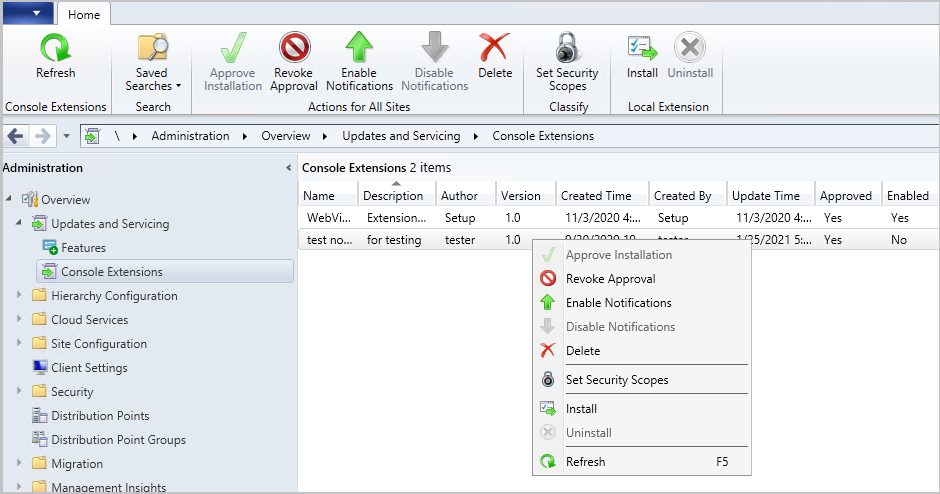 Home
Refresh
Saved Searches
Approve Installation
Revoke Approval
Enable Notifications
Disable Notifications
Delete
Set Security Scopes
Install
Uninstall
Console Extensions
Search
Actions for All Sites
Classify
Local Extension
\ Administration Overview Updates and Servicing Console Extensions
Administration
Overview
Updates and Servicing
Features
Console Extensions
Hierarchy Configuration
Cloud Services
Site Configuration
Client Settings
Security
Distribution Points
Distribution Point Groups
Migration
Management Insights
Console Extensions 2 items
Name Description Author Version Created Time Created By Update Time Approved Enabled
WebVi... Extension... Setup 1.0 11/3/2020 4:... Setup 11/3/2020 4:... Yes Yes
test no... for testing tester 1.0 tester 1/25/2021 5:... Yes No
Approve Installation
Revoke Approval
Enable Notifications
Disable Notifications
Delete
Set Security Scopes
Install
Uninstall
Refresh F5